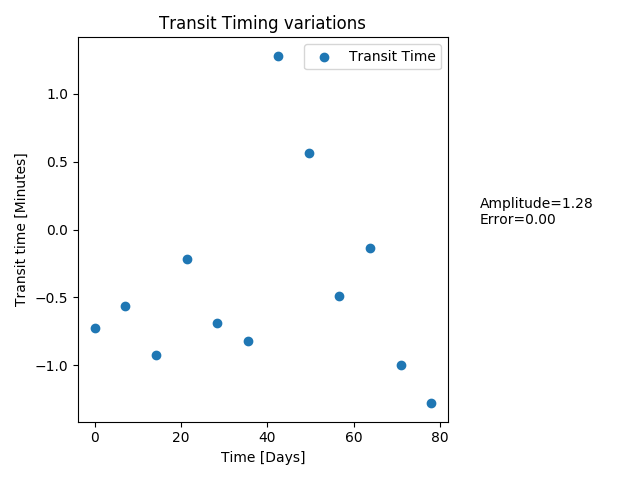 Transit Timing variations
Transit Time
1.0
0.5
0.0
−0.5
−1.0
Transit time [Minutes]
Amplitude=1.28
Error=0.00
0
20
40
60
80
Time [Days]